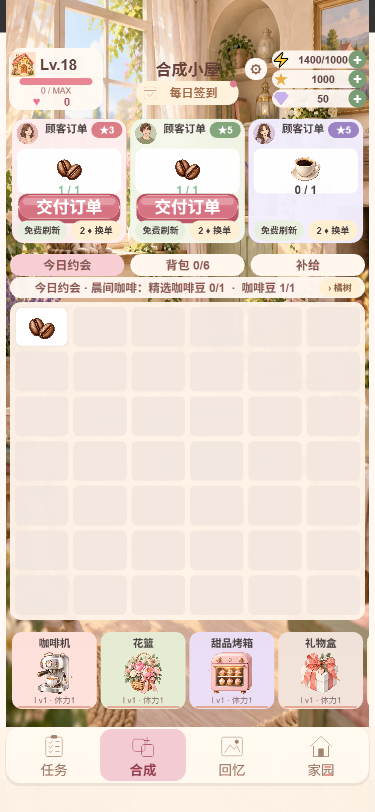 Lv.18
0 / MAX
♥ 0
合成小屋
每日签到
1400/1000
1000
50
顾客订单 ★3
1 / 1
交付订单
免费刷新 2♦换单
顾客订单 ★5
1 / 1
交付订单
免费刷新 2♦换单
顾客订单 ★5
0 / 1
免费刷新 2♦换单
今日约会 背包 0/6 补给
今日约会 · 晨间咖啡：精选咖啡豆 0/1 · 咖啡豆 1/1 › 橘树
咖啡机
lv1 · 体力1
花篮
lv1 · 体力1
甜品烤箱
lv1 · 体力1
礼物盒
lv1 · 体力1
任务 合成 回忆 家园